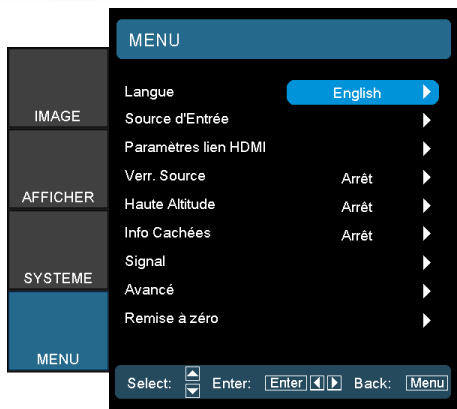 MENU
IMAGE
AFFICHER
SYSTEME
MENU
Langue English
Source d'Entrée
Paramètres lien HDMI
Verr. Source Arrêt
Haute Altitude Arrêt
Info Cachées Arrêt
Signal
Avancé
Remise à zéro
Select: Enter: Enter Back: Menu